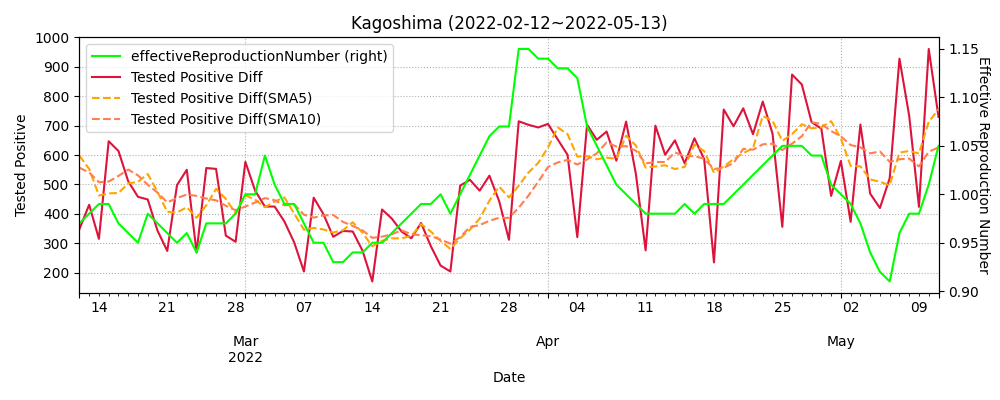 Kagoshima (2022-02-12~2022-05-13)
effectiveReproductionNumber (right)
Tested Positive Diff
Tested Positive Diff(SMA5)
Tested Positive Diff(SMA10)
Tested Positive
1000
900
800
700
600
500
400
300
200
1.15
1.10
1.05
1.00
0.95
0.90
Effective Reproduction Number
14 21 28 07 14 21 28 04 11 18 25 02 09
Mar Apr May
2022
Date